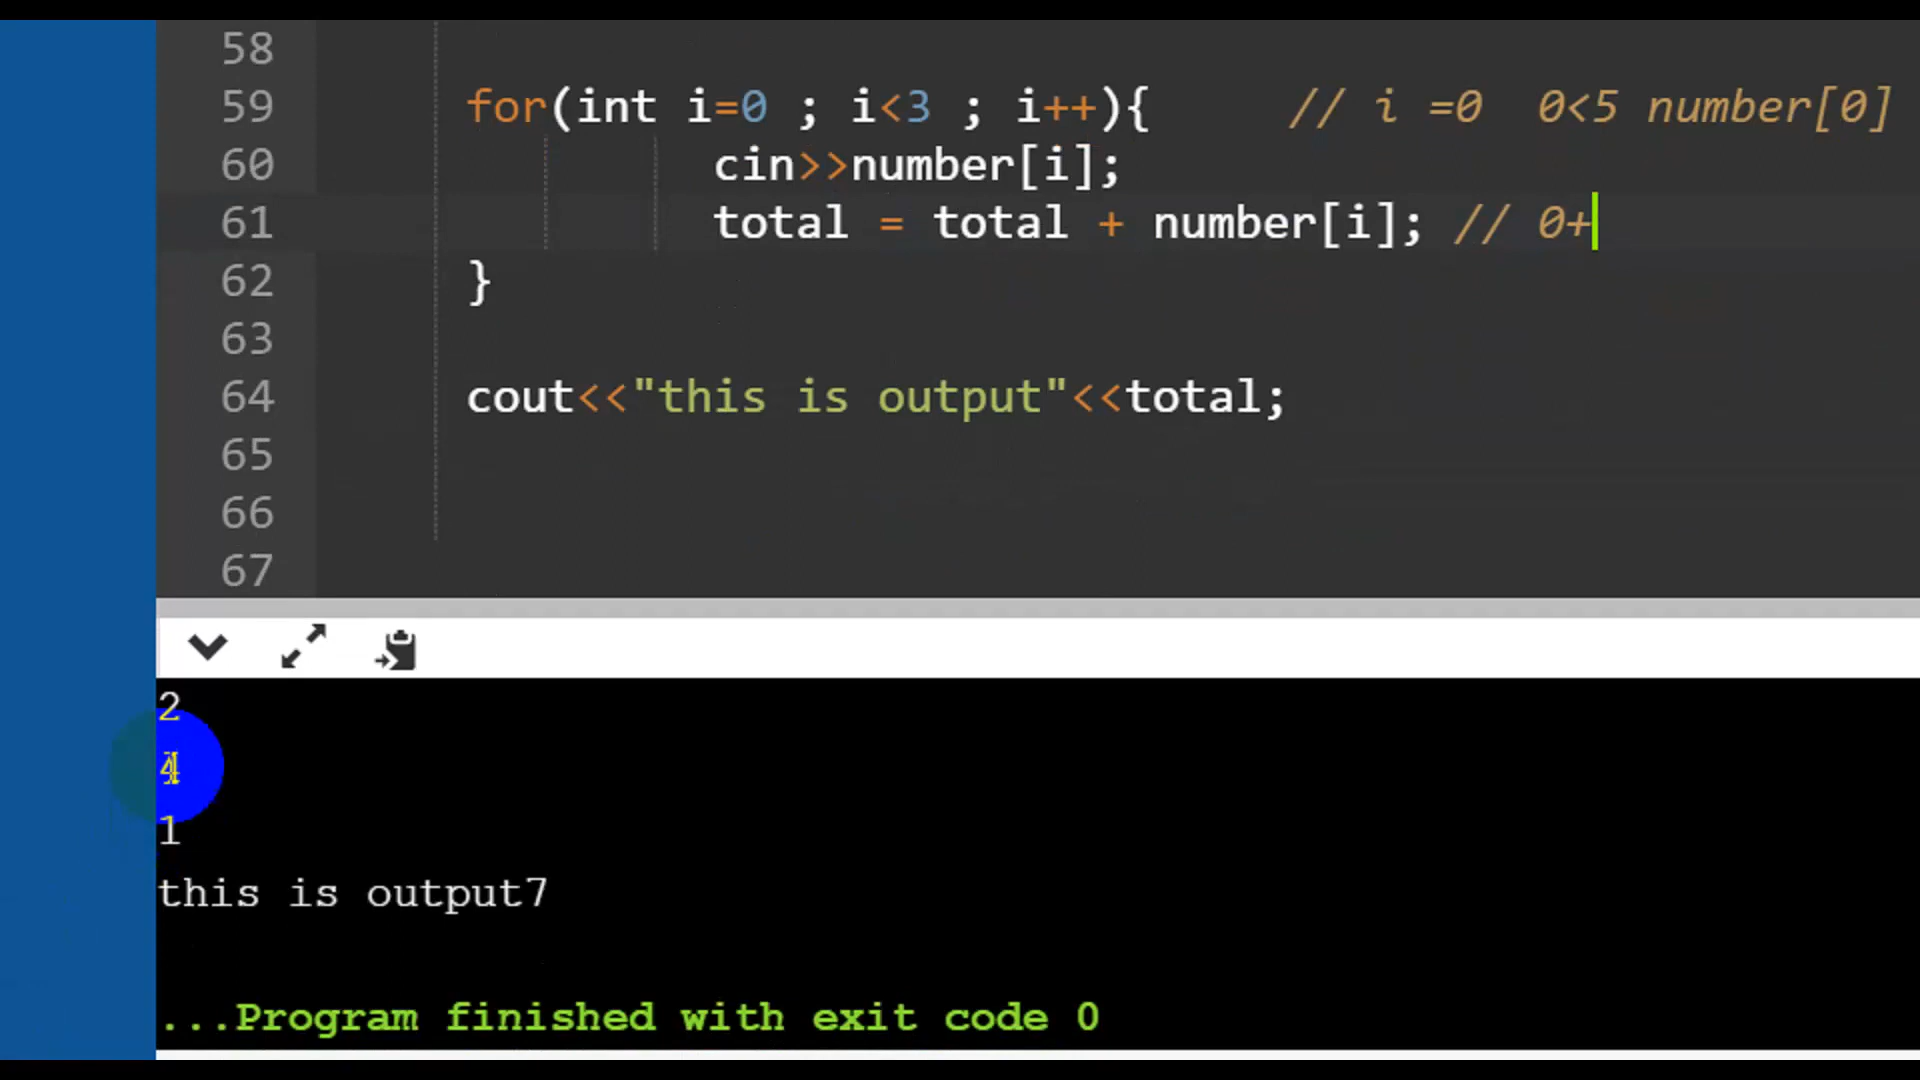 58
59 for(int i=0 ; i<3 ; i++){ // i =0 0<5 number[0]
60 cin>>number[i];
61 total = total + number[i]; // 0+
62 }
63
64 cout<<"this is output"<<total;
65
66
67
2
4
1
this is output7
...Program finished with exit code 0